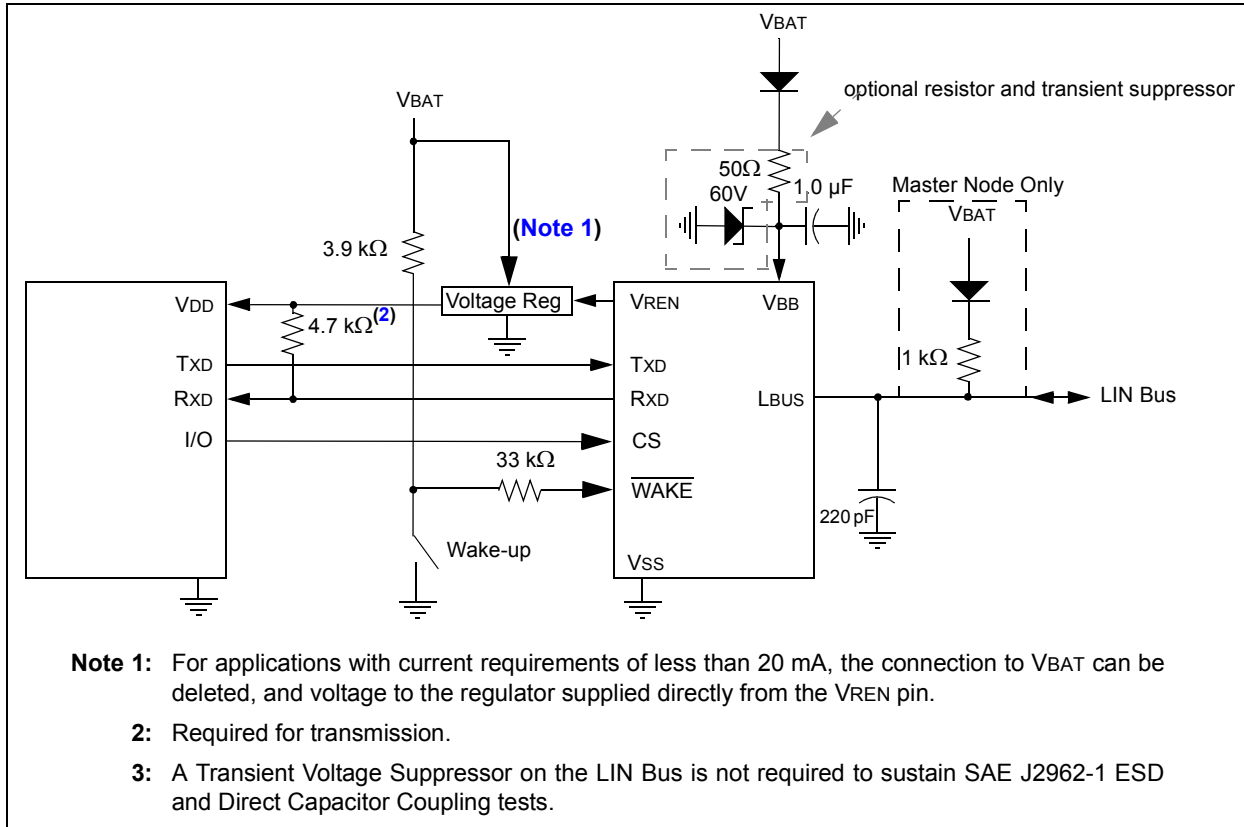 VBAT
optional resistor and transient suppressor
VBAT
50Ω
1.0 µF
60V
Master Node Only
VBAT
(Note 1)
3.9 kΩ
Voltage Reg
VDD
VREN
VBB
4.7 kΩ(2)
1 kΩ
TXD
TXD
RXD
RXD
LBUS
LIN Bus
I/O
CS
33 kΩ
WAKE
220 pF
Wake-up
VSS
Note 1: For applications with current requirements of less than 20 mA, the connection to VBAT can be
deleted, and voltage to the regulator supplied directly from the VREN pin.
2: Required for transmission.
3: A Transient Voltage Suppressor on the LIN Bus is not required to sustain SAE J2962-1 ESD
and Direct Capacitor Coupling tests.